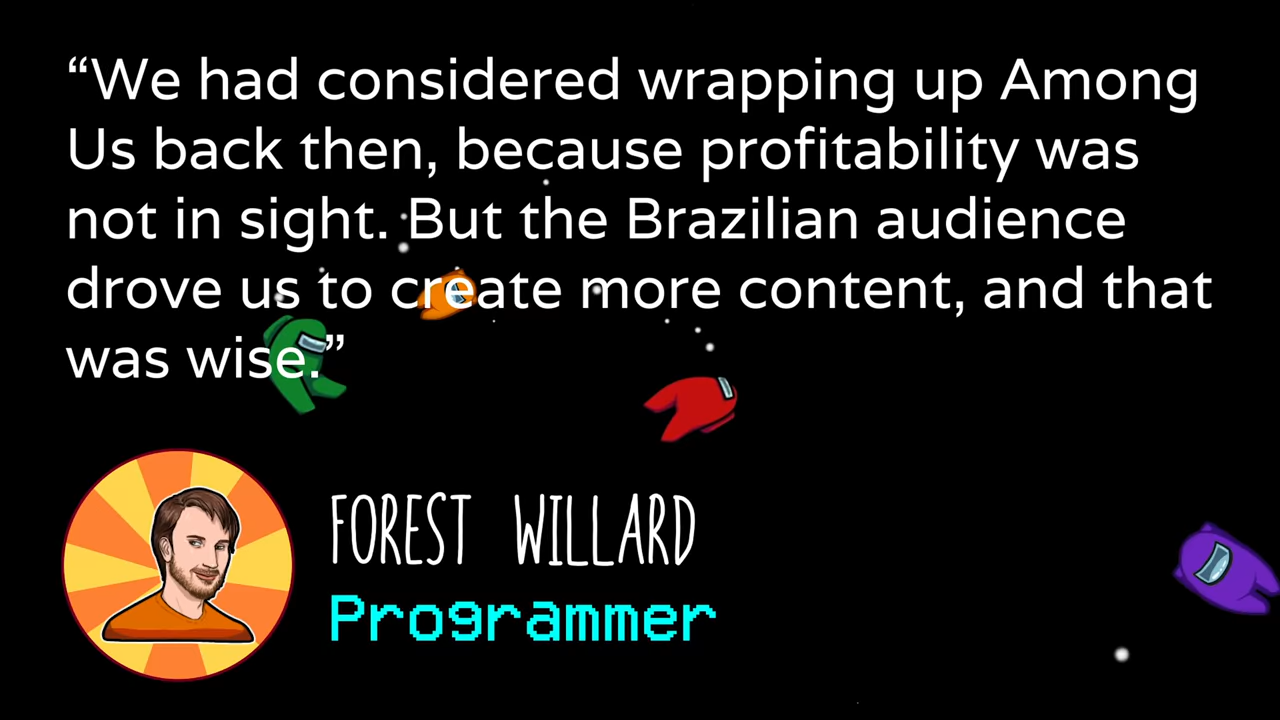 “We had considered wrapping up Among
Us back then, because profitability was
not in sight. But the Brazilian audience
drove us to create more content, and that
was wise.”
FOREST WILLARD
Programmer